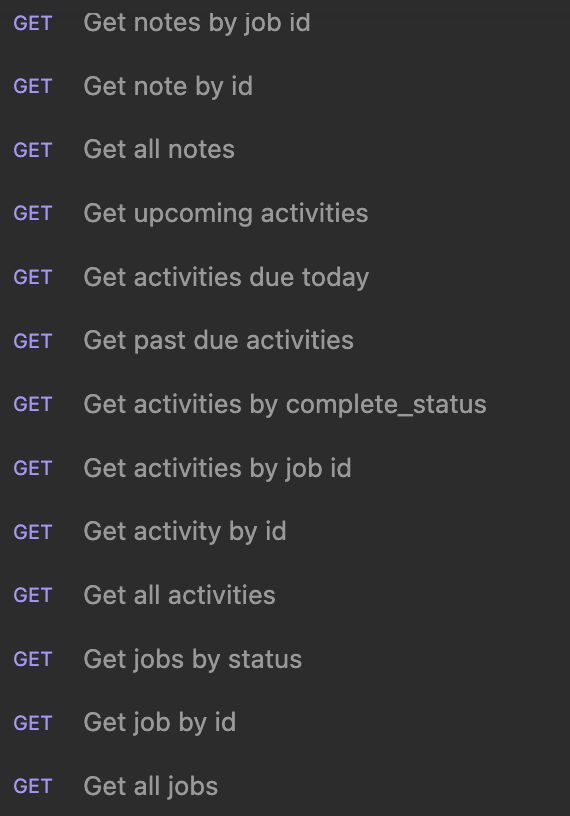 GET Get notes by job id
GET Get note by id
GET Get all notes
GET Get upcoming activities
GET Get activities due today
GET Get past due activities
GET Get activities by complete_status
GET Get activities by job id
GET Get activity by id
GET Get all activities
GET Get jobs by status
GET Get job by id
GET Get all jobs